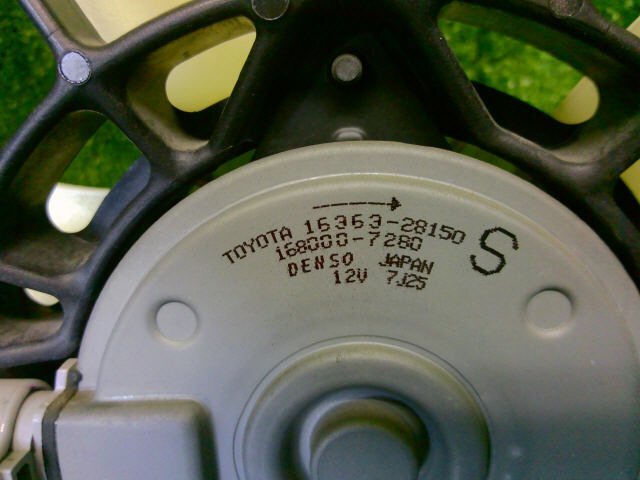 TOYOTA 16363-28150
168000-7280
DENSO JAPAN
12V 7J25
S